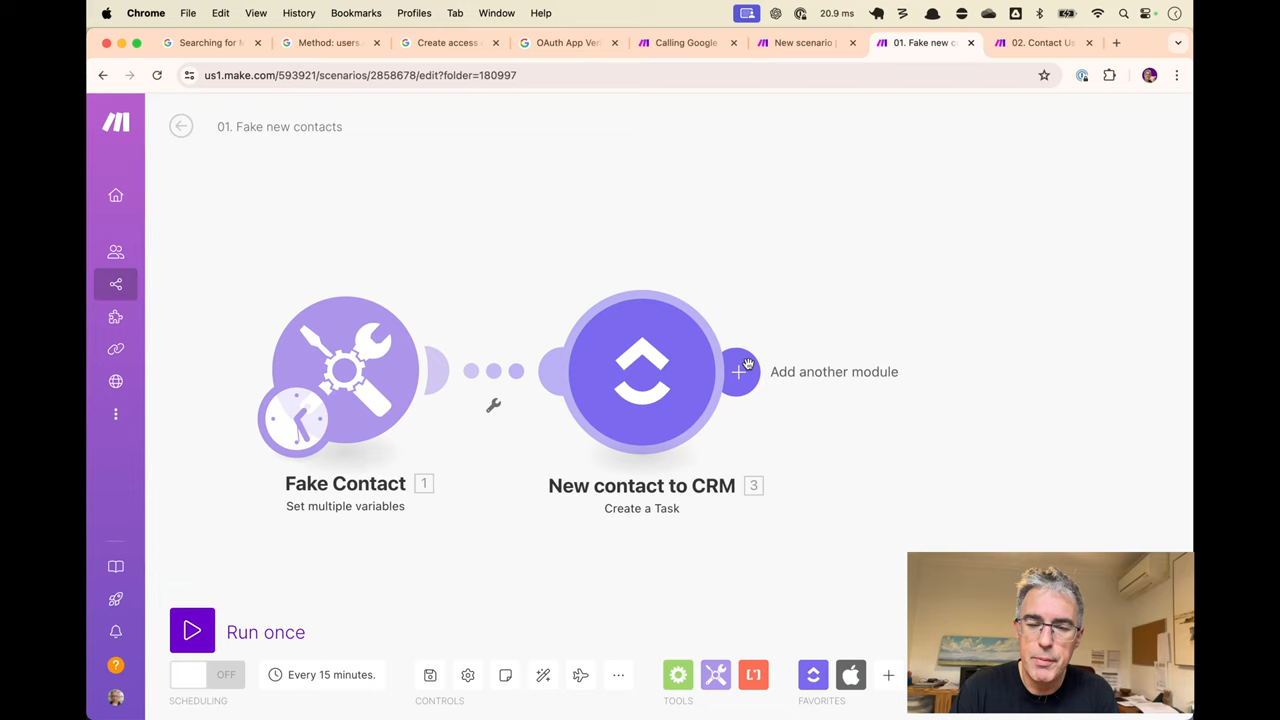 Chrome File Edit View History Bookmarks Profiles Tab Window Help 20.9 ms
Searching for M
Method: users.
Create access c
OAuth App Veri
Calling Google
New scenario |
01. Fake new co
02. Contact Us
us1.make.com/593921/scenarios/2858678/edit?folder=180997
01. Fake new contacts
Add another module
Fake Contact 1
Set multiple variables
New contact to CRM 3
Create a Task
Run once
OFF
Every 15 minutes.
SCHEDULING
CONTROLS
TOOLS
FAVORITES